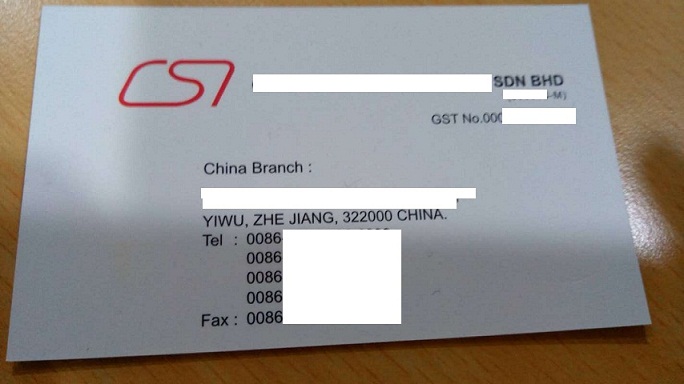 CSI
SDN BHD
-M)
GST No.000
China Branch :
YIWU, ZHE JIANG, 322000 CHINA.
Tel : 0086-
0086
0086
0086
Fax : 0086